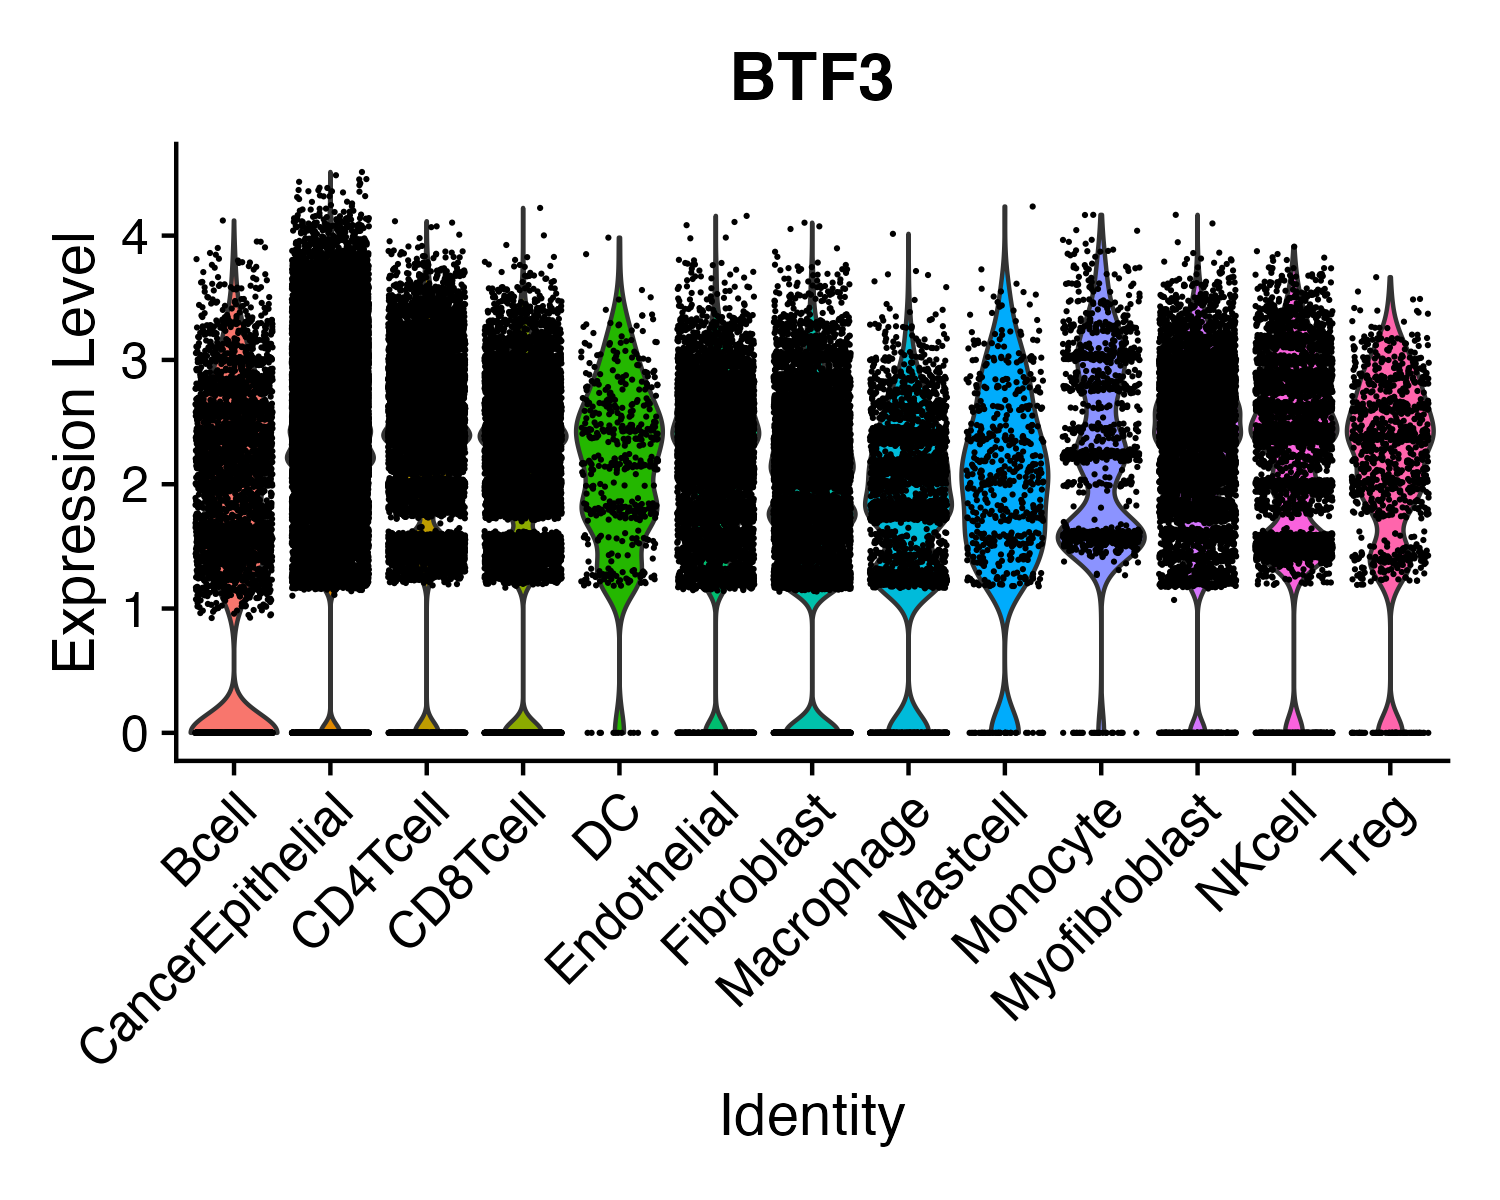 BTF3
Expression Level
4
3
2
1
0
Bcell
CancerEpithelial
CD4Tcell
CD8Tcell
DC
Endothelial
Fibroblast
Macrophage
Mastcell
Monocyte
Myofibroblast
NKcell
Treg
Identity